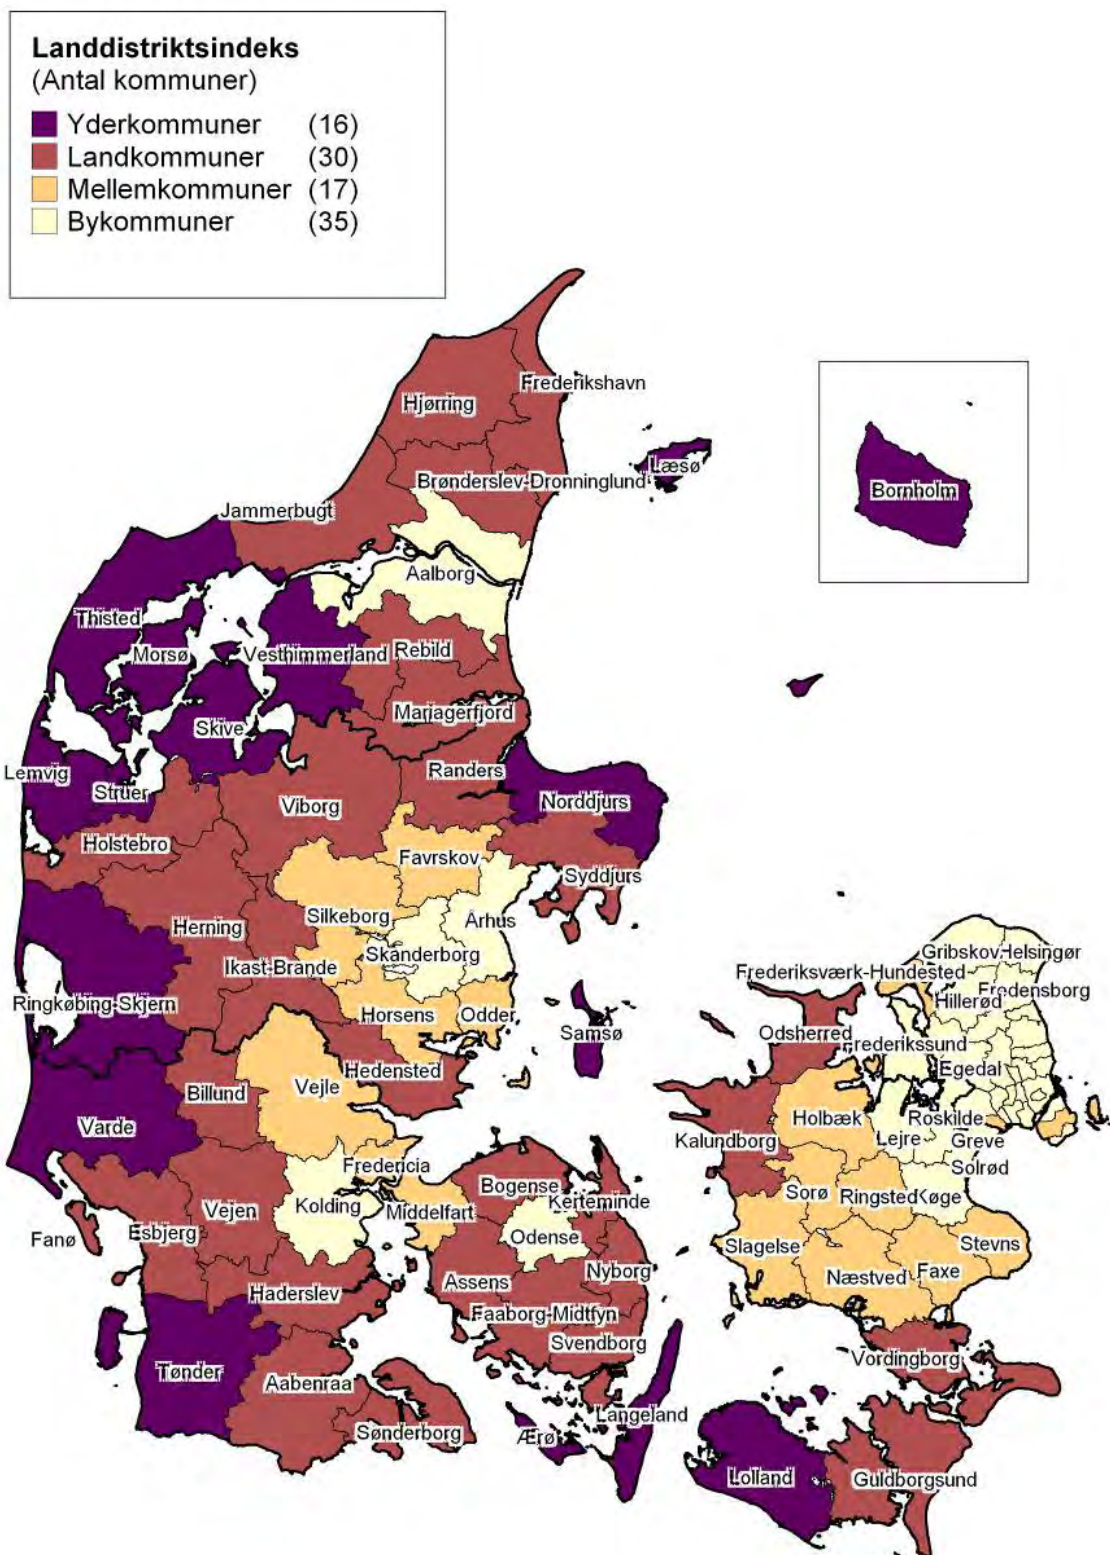 Landdistriktsindeks
(Antal kommuner)
Yderkommuner (16)
Landkommuner (30)
Mellemkommuner (17)
Bykommuner (35)
Frederikshavn
Hjørring
Læsø
Brønderslev-Dronninglund
Bornholm
Jammerbugt
Aalborg
Thisted
Morsø
Vesthimmerland
Rebild
Mariagerfjord
Skive
Lemvig
Struer
Randers
Viborg
Norddjurs
Holstebro
Favrskov
Syddjurs
Silkeborg
Århus
Herning
Skanderborg
Gribskov
Helsingør
Ikast-Brande
Frederiksværk-Hundested
Fredensborg
Hillerød
Ringkøbing-Skjern
Horsens
Odder
Samsø
Odsherred
Frederikssund
Egedal
Hedensted
Vejle
Billund
Varde
Holbæk
Roskilde
Kalundborg
Lejre
Greve
Solrød
Fredericia
Bogense
Kerteminde
Sorø
Ringsted
Køge
Kolding
Vejen
Middelfart
Odense
Esbjerg
Fanø
Slagelse
Stevns
Nyborg
Assens
Næstved
Faxe
Haderslev
Faaborg-Midtfyn
Svendborg
Vordingborg
Tønder
Aabenraa
Langeland
Sønderborg
Ærø
Lolland
Guldborgsund